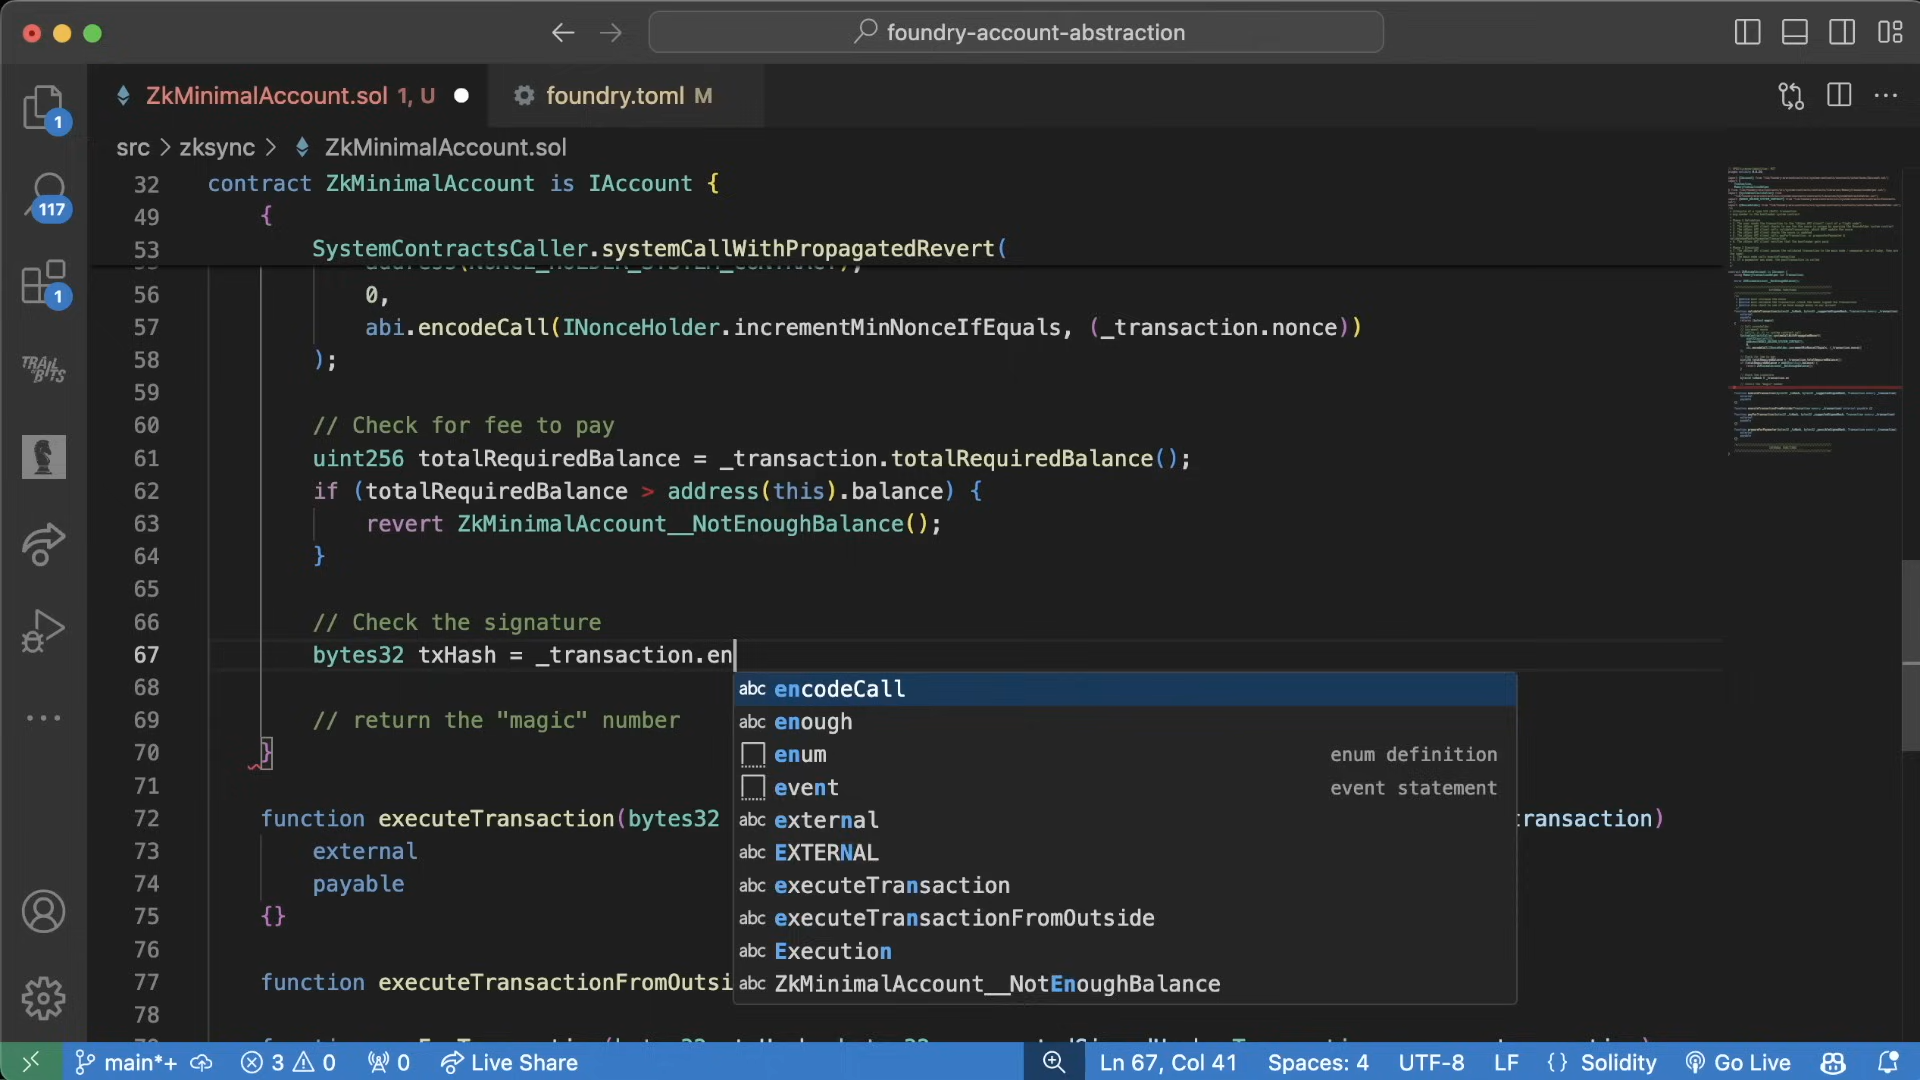 foundry-account-abstraction
ZkMinimalAccount.sol 1, U
foundry.toml M
src > zksync > ZkMinimalAccount.sol
1
117
1
TRAIL OF BITS
32 contract ZkMinimalAccount is IAccount {
49 {
53 SystemContractsCaller.systemCallWithPropagatedRevert(
address(NONCE_HOLDER_SYSTEM_CONTRACT),
56 0,
57 abi.encodeCall(INonceHolder.incrementMinNonceIfEquals, (_transaction.nonce))
58 );
59
60 // Check for fee to pay
61 uint256 totalRequiredBalance = _transaction.totalRequiredBalance();
62 if (totalRequiredBalance > address(this).balance) {
63 revert ZkMinimalAccount__NotEnoughBalance();
64 }
65
66 // Check the signature
67 bytes32 txHash = _transaction.en
68
abc encodeCall
69 // return the "magic" number
abc enough
70 }
enum enum definition
71
event event statement
72 function executeTransaction(bytes32
abc external
transaction)
73 external
abc EXTERNAL
74 payable
abc executeTransaction
75 {}
abc executeTransactionFromOutside
76
abc Execution
77 function executeTransactionFromOutsi
abc ZkMinimalAccount__NotEnoughBalance
78
main*+
3
0
0
Live Share
Ln 67, Col 41
Spaces: 4
UTF-8
LF
{} Solidity
Go Live